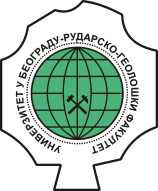 УНИВЕРЗИТЕТ У БЕОГРАДУ-РУДАРСКО-ГЕОЛОШКИ ФАКУЛТЕТ